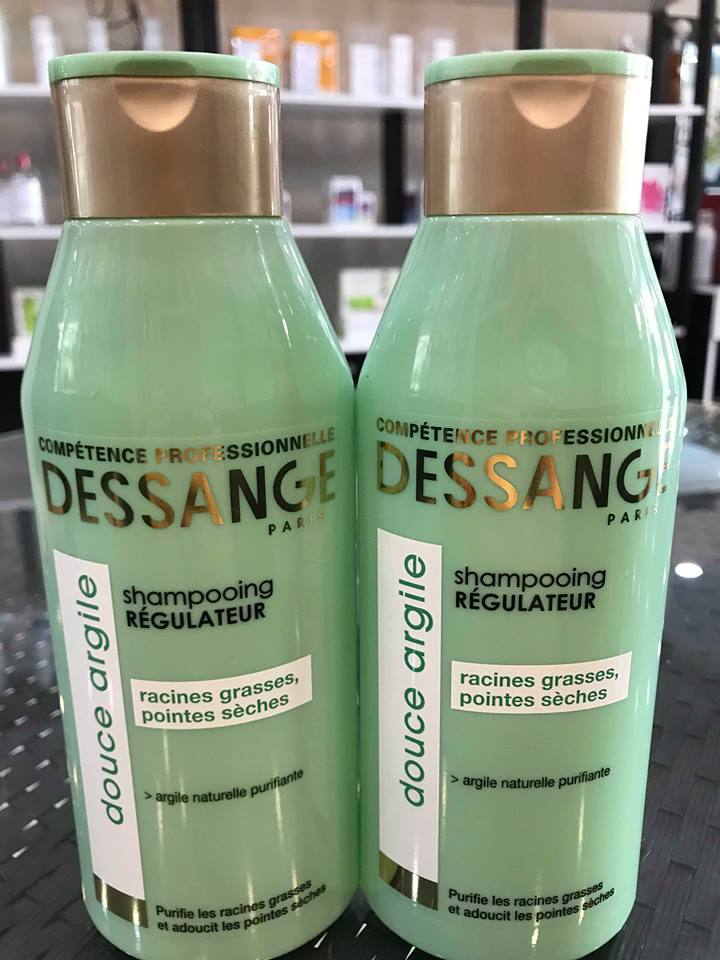 COMPÉTENCE PROFESSIONNELLE
DESSANGE
PARIS
douce argile
shampooing
RÉGULATEUR
racines grasses,
pointes sèches
> argile naturelle purifiante
Purifie les racines grasses
et adoucit les pointes sèches
COMPÉTENCE PROFESSIONNELLE
DESSANGE
PARIS
douce argile
shampooing
RÉGULATEUR
racines grasses,
pointes sèches
> argile naturelle purifiante
Purifie les racines grasses
et adoucit les pointes sèches